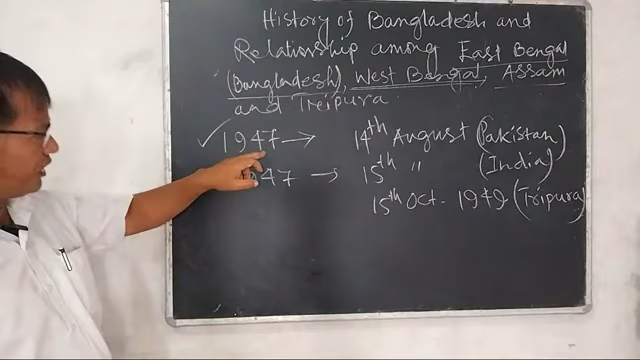 History of Bangladesh and
Relationship among East Bengal
(Bangladesh), West Bengal, Assam
and Treipura.
✓ 1947 → 14th August (Pakistan)
1947 → 15th " (India)
15th Oct - 1949 (Tripura)